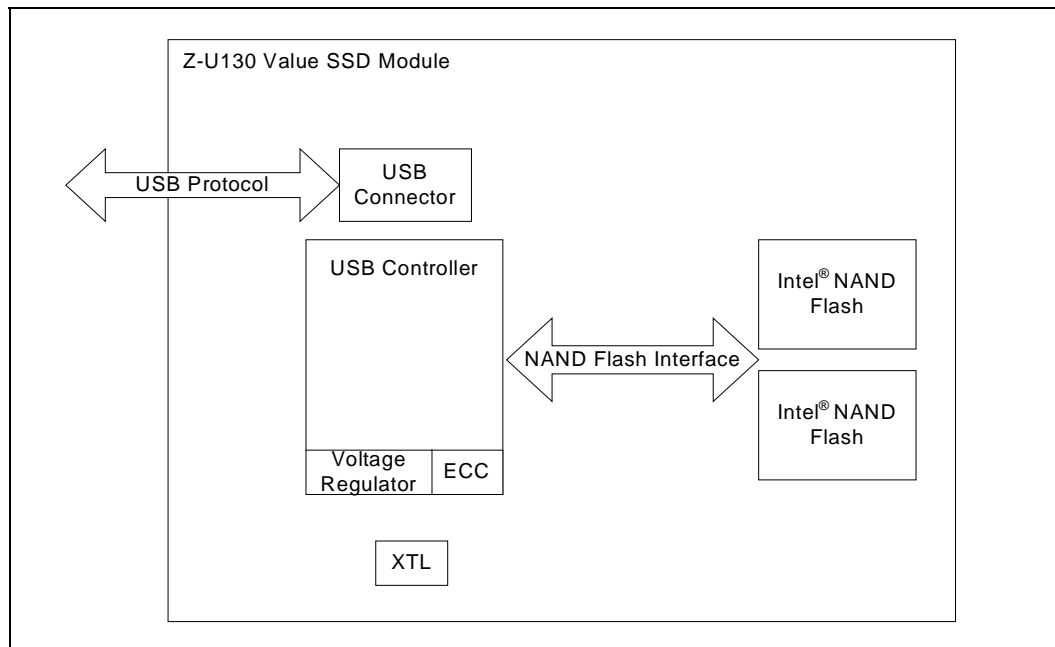 Z-U130 Value SSD Module
USB Protocol
USB
Connector
USB Controller
Intel® NAND
Flash
NAND Flash Interface
Intel® NAND
Flash
Voltage
Regulator
ECC
XTL